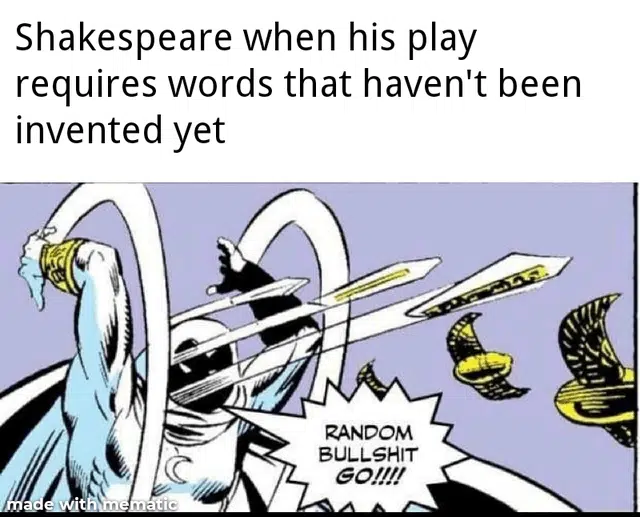 Shakespeare when his play
requires words that haven't been
invented yet
RANDOM
BULLSHIT
GO!!!!
made with mematic